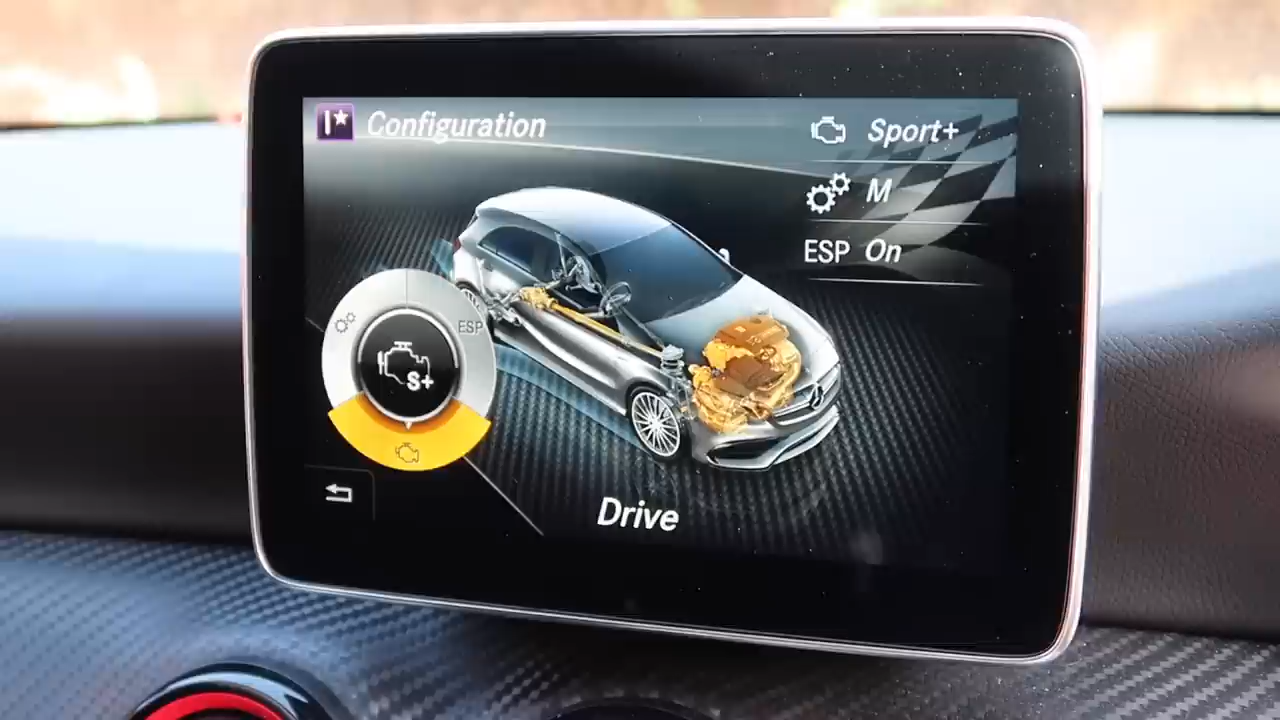 I★ Configuration
Sport+
M
ESP On
ESP
S+
Drive